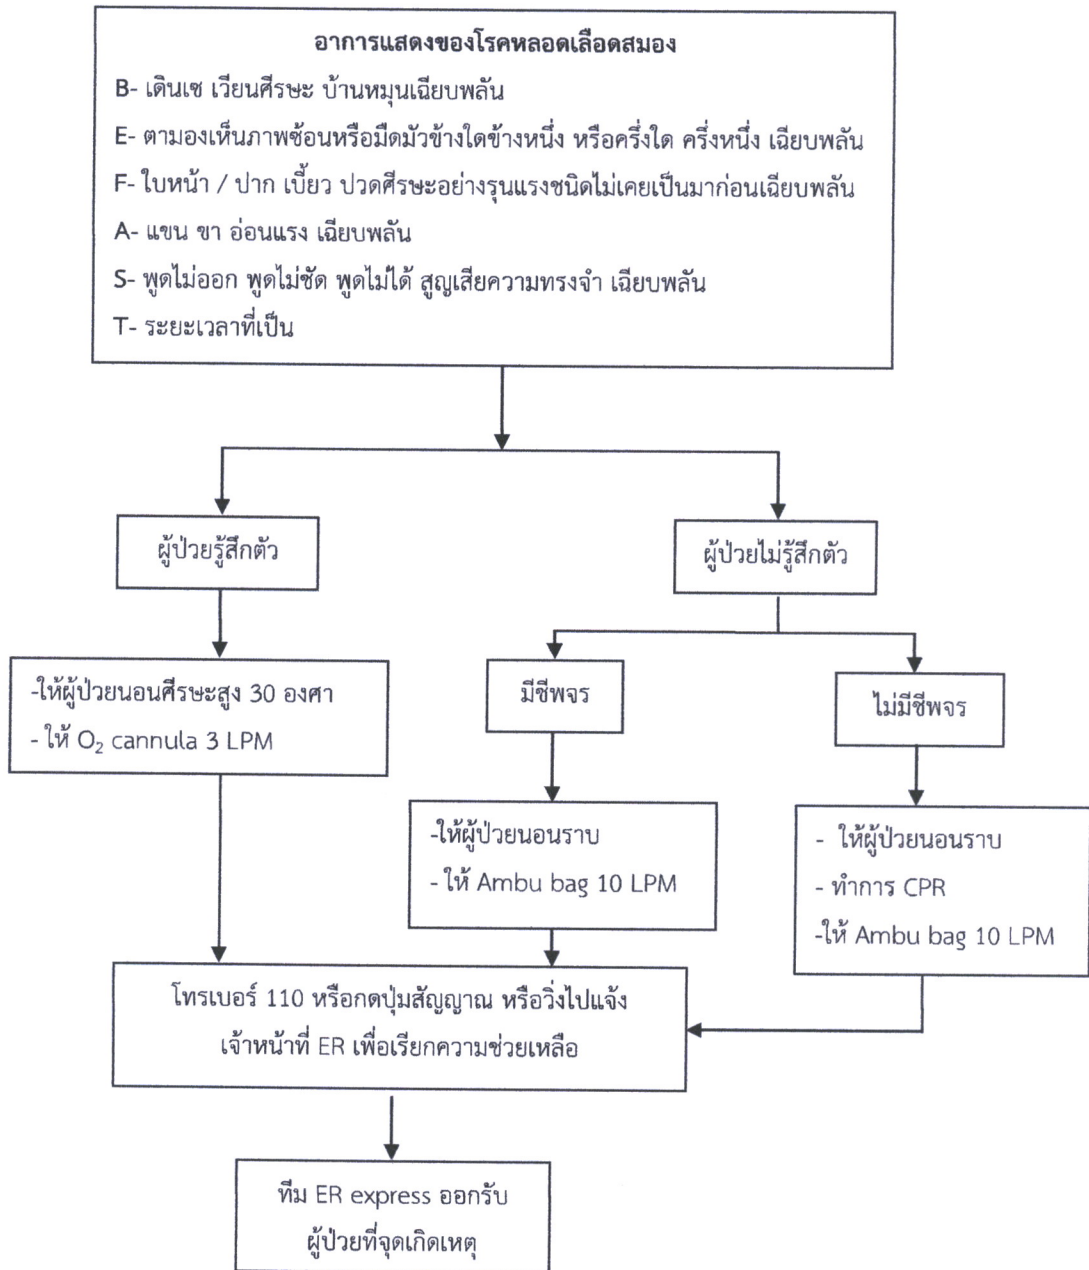 อาการแสดงของโรคหลอดเลือดสมอง
B- เดินเซ เวียนศีรษะ บ้านหมุนเฉียบพลัน
E- ตามองเห็นภาพซ้อนหรือมืดมัวข้างใดข้างหนึ่ง หรือครึ่งใด ครึ่งหนึ่ง เฉียบพลัน
F- ใบหน้า / ปาก เบี้ยว ปวดศีรษะอย่างรุนแรงชนิดไม่เคยเป็นมาก่อนเฉียบพลัน
A- แขน ขา อ่อนแรง เฉียบพลัน
S- พูดไม่ออก พูดไม่ชัด พูดไม่ได้ สูญเสียความทรงจำ เฉียบพลัน
T- ระยะเวลาที่เป็น
ผู้ป่วยรู้สึกตัว
ผู้ป่วยไม่รู้สึกตัว
-ให้ผู้ป่วยนอนศีรษะสูง 30 องศา
- ให้ O₂ cannula 3 LPM
มีชีพจร
ไม่มีชีพจร
-ให้ผู้ป่วยนอนราบ
- ให้ Ambu bag 10 LPM
- ให้ผู้ป่วยนอนราบ
- ทำการ CPR
-ให้ Ambu bag 10 LPM
โทรเบอร์ 110 หรือกดปุ่มสัญญาณ หรือวิ่งไปแจ้ง
เจ้าหน้าที่ ER เพื่อเรียกความช่วยเหลือ
ทีม ER express ออกรับ
ผู้ป่วยที่จุดเกิดเหตุ